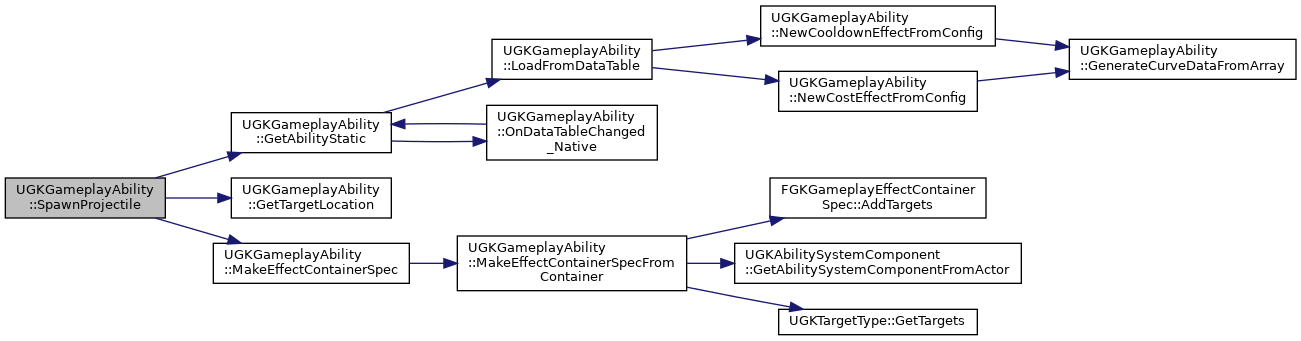 UGKGameplayAbility
::SpawnProjectile
UGKGameplayAbility
::GetAbilityStatic
UGKGameplayAbility
::LoadFromDataTable
UGKGameplayAbility
::NewCooldownEffectFromConfig
UGKGameplayAbility
::GenerateCurveDataFromArray
UGKGameplayAbility
::NewCostEffectFromConfig
UGKGameplayAbility
::OnDataTableChanged
_Native
UGKGameplayAbility
::GetTargetLocation
UGKGameplayAbility
::MakeEffectContainerSpec
UGKGameplayAbility
::MakeEffectContainerSpecFrom
Container
FGKGameplayEffectContainer
Spec::AddTargets
UGKAbilitySystemComponent
::GetAbilitySystemComponentFromActor
UGKTargetType::GetTargets